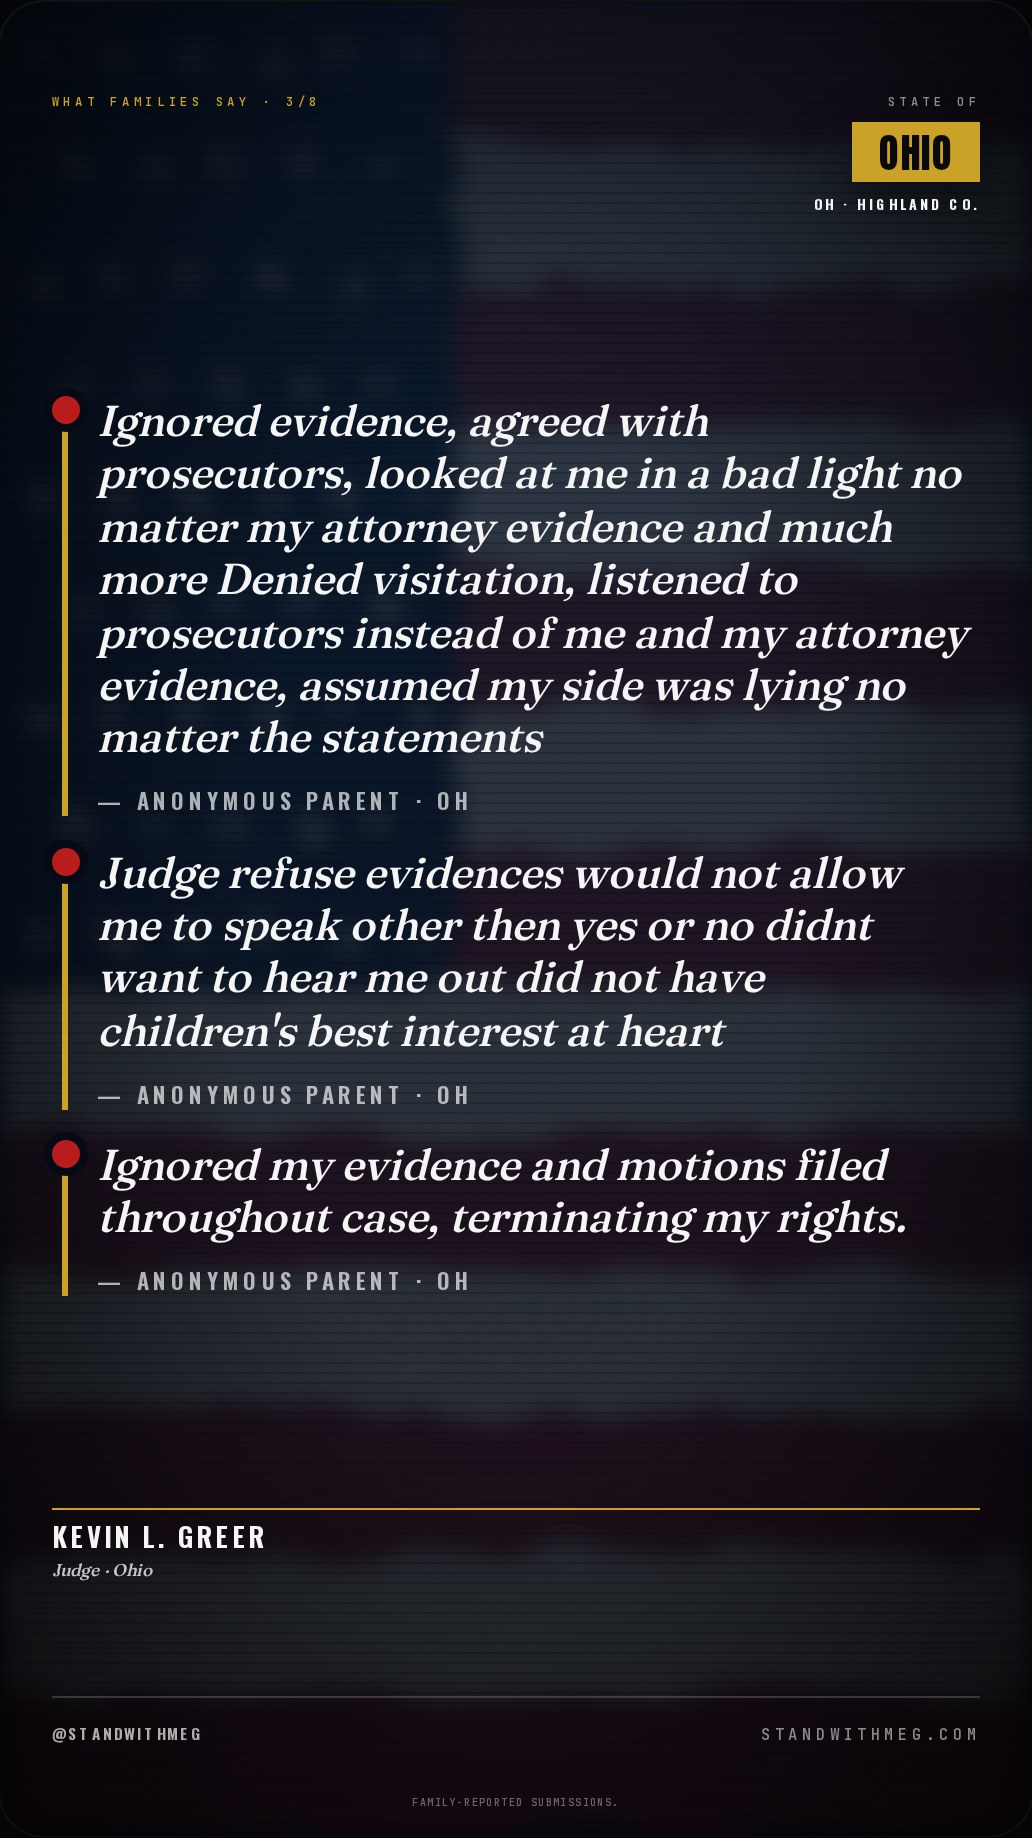 WHAT FAMILIES SAY · 3/8
STATE OF
OHIO
OH · HIGHLAND CO.
Ignored evidence, agreed with
prosecutors, looked at me in a bad light no
matter my attorney evidence and much
more Denied visitation, listened to
prosecutors instead of me and my attorney
evidence, assumed my side was lying no
matter the statements
— ANONYMOUS PARENT · OH
Judge refuse evidences would not allow
me to speak other then yes or no didnt
want to hear me out did not have
children's best interest at heart
— ANONYMOUS PARENT · OH
Ignored my evidence and motions filed
throughout case, terminating my rights.
— ANONYMOUS PARENT · OH
KEVIN L. GREER
Judge · Ohio
@STANDWITHMEG
STANDWITHMEG.COM
FAMILY-REPORTED SUBMISSIONS.